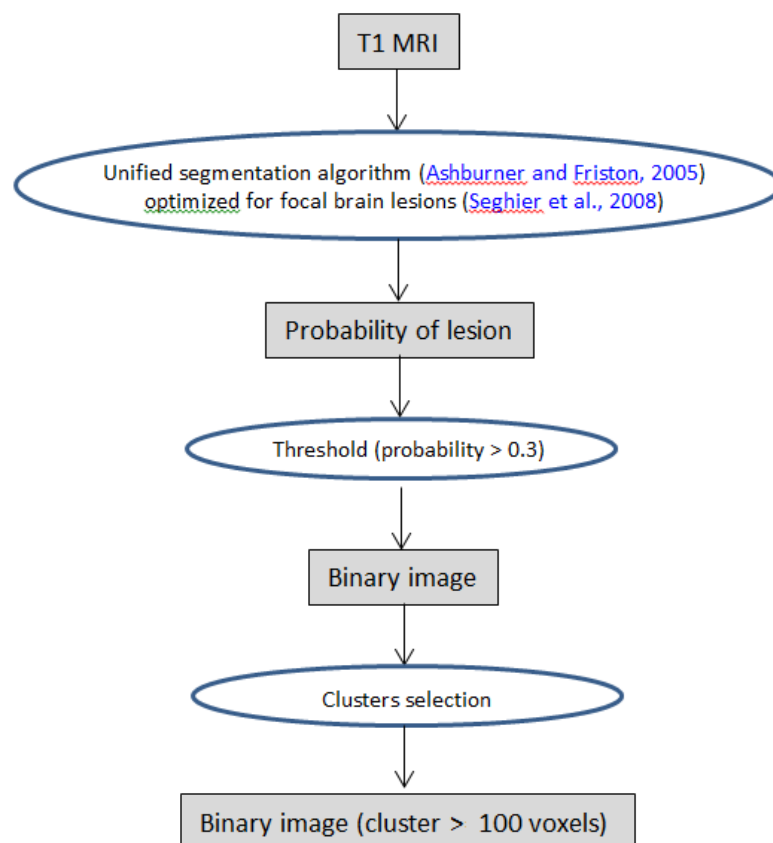 T1 MRI
Unified segmentation algorithm (Ashburner and Friston, 2005)
optimized for focal brain lesions (Seghier et al., 2008)
Probability of lesion
Threshold (probability > 0.3)
Binary image
Clusters selection
Binary image (cluster > 100 voxels)